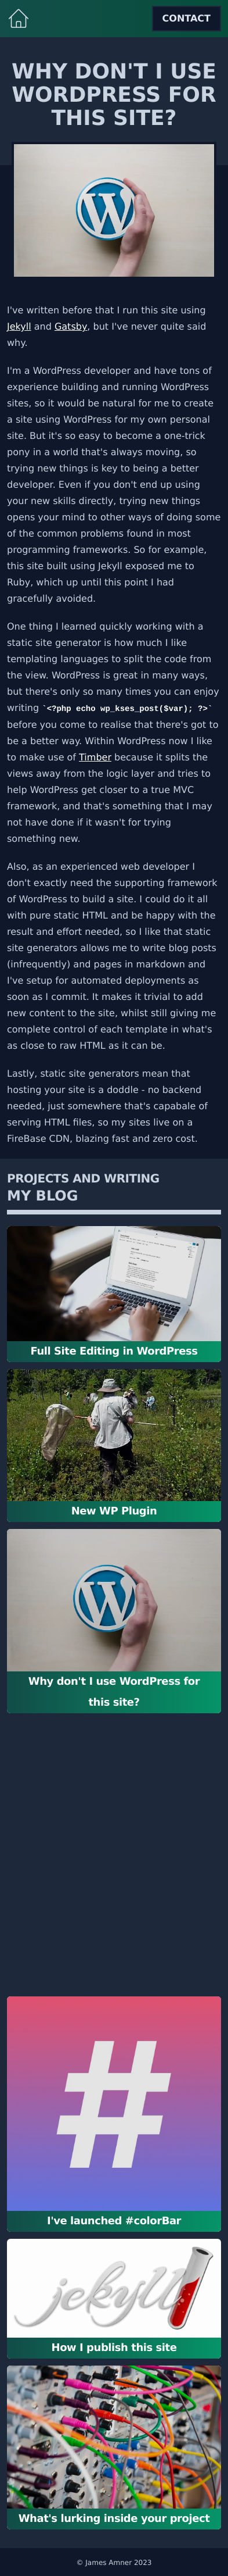 CONTACT
WHY DON'T I USE
WORDPRESS FOR
THIS SITE?
I've written before that I run this site using
Jekyll and Gatsby, but I've never quite said
why.
I'm a WordPress developer and have tons of
experience building and running WordPress
sites, so it would be natural for me to create
a site using WordPress for my own personal
site. But it's so easy to become a one-trick
pony in a world that's always moving, so
trying new things is key to being a better
developer. Even if you don't end up using
your new skills directly, trying new things
opens your mind to other ways of doing some
of the common problems found in most
programming frameworks. So for example,
this site built using Jekyll exposed me to
Ruby, which up until this point I had
gracefully avoided.
One thing I learned quickly working with a
static site generator is how much I like
templating languages to split the code from
the view. WordPress is great in many ways,
but there's only so many times you can enjoy
writing `<?php echo wp_kses_post($var); ?>`
before you come to realise that there's got to
be a better way. Within WordPress now I like
to make use of Timber because it splits the
views away from the logic layer and tries to
help WordPress get closer to a true MVC
framework, and that's something that I may
not have done if it wasn't for trying
something new.
Also, as an experienced web developer I
don't exactly need the supporting framework
of WordPress to build a site. I could do it all
with pure static HTML and be happy with the
result and effort needed, so I like that static
site generators allows me to write blog posts
(infrequently) and pages in markdown and
I've setup for automated deployments as
soon as I commit. It makes it trivial to add
new content to the site, whilst still giving me
complete control of each template in what's
as close to raw HTML as it can be.
Lastly, static site generators mean that
hosting your site is a doddle - no backend
needed, just somewhere that's capabale of
serving HTML files, so my sites live on a
FireBase CDN, blazing fast and zero cost.
PROJECTS AND WRITING
MY BLOG
Full Site Editing in WordPress
New WP Plugin
Why don't I use WordPress for
this site?
#
I've launched #colorBar
jekyll
How I publish this site
What's lurking inside your project
© James Amner 2023